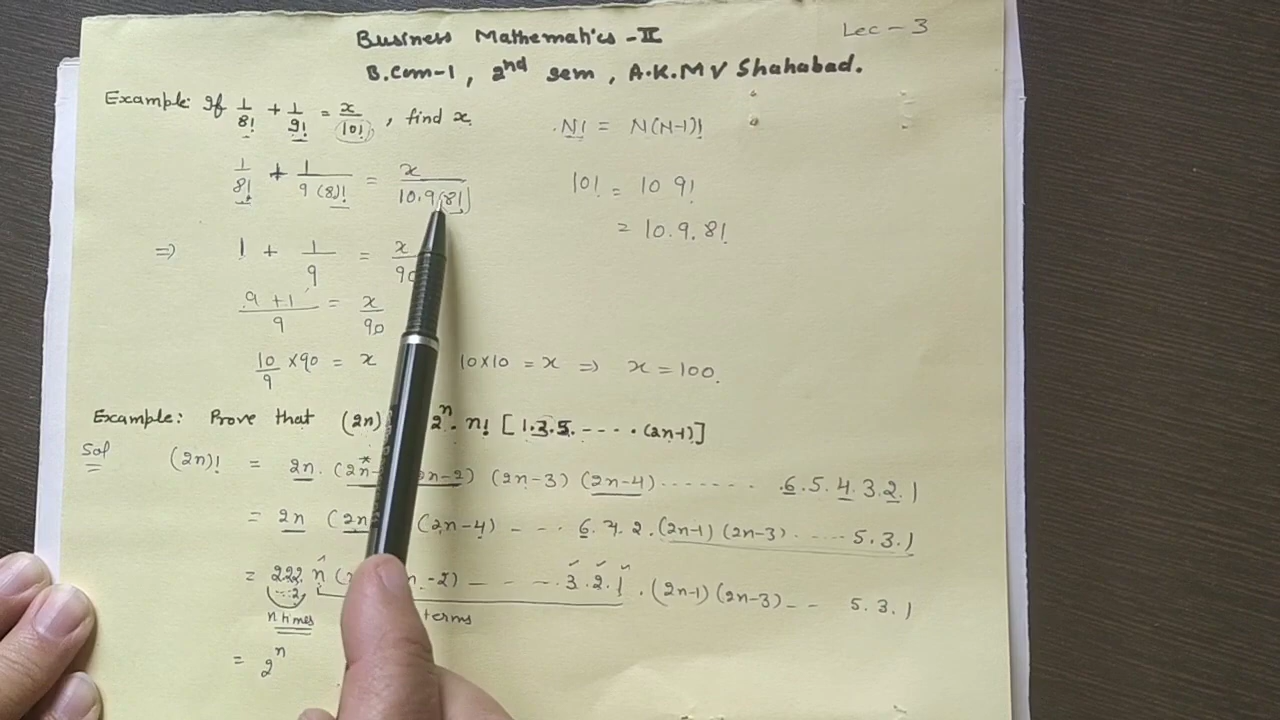 Lec - 3
Business Mathematics - II
B.Com-1, 2nd sem, A.K.M V Shahabad.
Example: If 1/8! + 1/9! = x/10!, find x.
N! = N(N-1)!
1/8! + 1/9(8)! = x/10.9(8!)
10! = 10 9!
= 10.9.8!
⇒ 1 + 1/9 = x/90
9+1/9 = x/90
10/9 × 90 = x
10×10 = x ⇒ x = 100.
Example: Prove that (2n) 2^n. n! [1.3.5. ----. (2n-1)]
Sol
(2n)! = 2n. (2n- 2n-2) (2n-3) (2n-4) ........ .6.5.4.3.2.1
= 2n (2n (2n-4) - -.. 6.4.2.(2n-1) (2n-3). .... 5.3.1
= 222...2 n ( -2) - - - -.3.2.1 .(2n-1) (2n-3)-- 5.3.1
n times terms
= 2^n